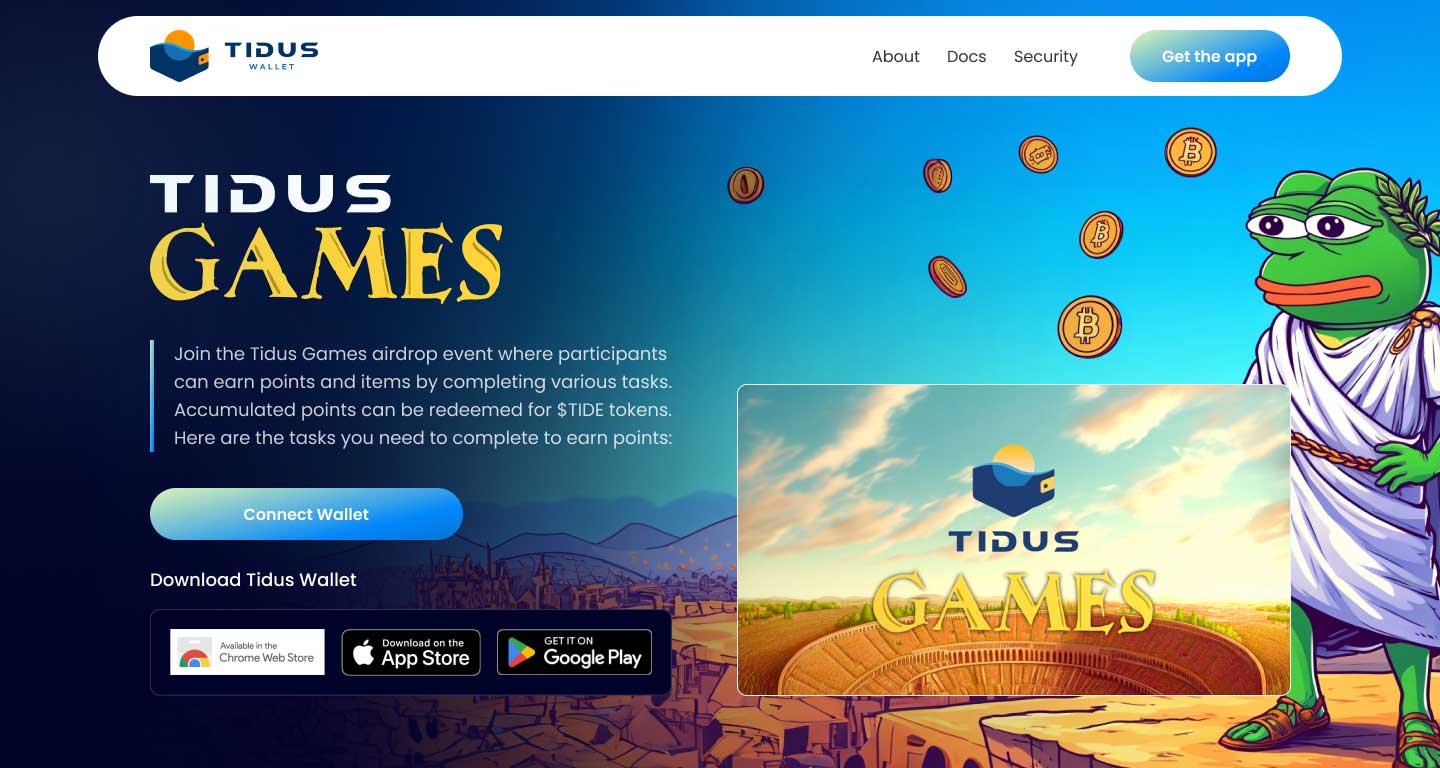 TIDUS
WALLET
About
Docs
Security
Get the app
TIDUS
GAMES
Join the Tidus Games airdrop event where participants
can earn points and items by completing various tasks.
Accumulated points can be redeemed for $TIDE tokens.
Here are the tasks you need to complete to earn points:
Connect Wallet
Download Tidus Wallet
Available in the
Chrome Web Store
Download on the
App Store
GET IT ON
Google Play
TIDUS
GAMES